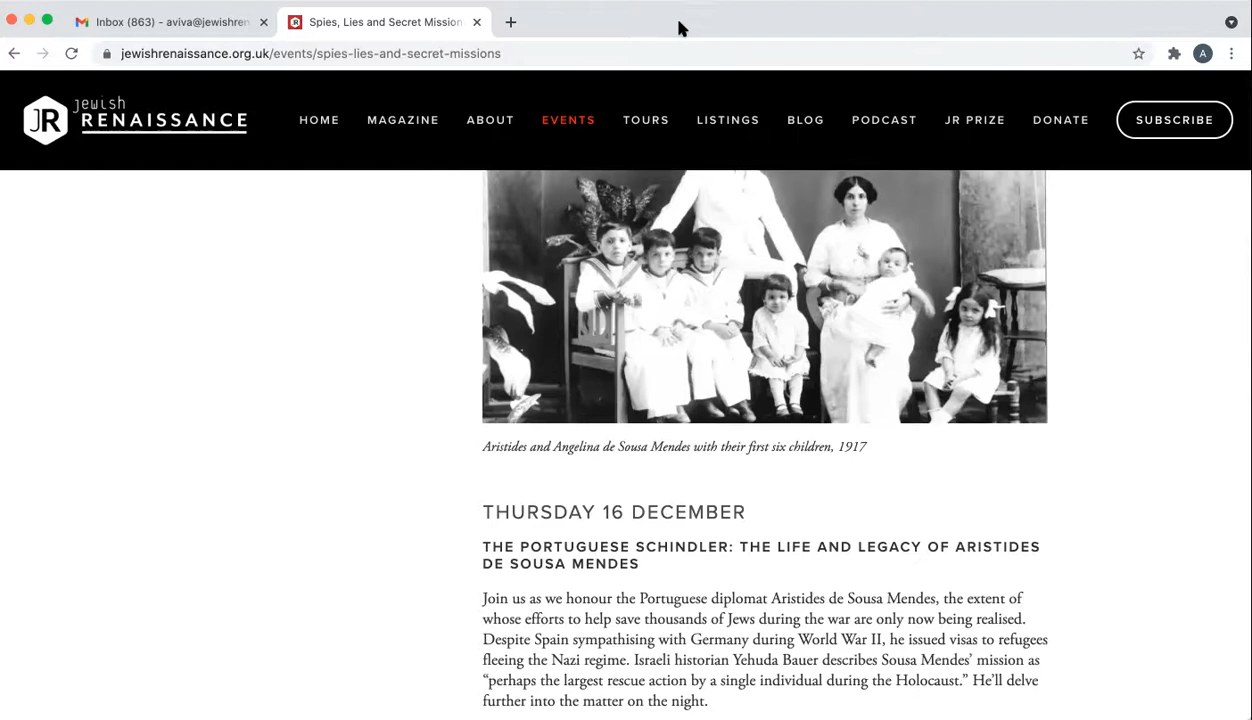 Inbox (863) - aviva@jewishren
Spies, Lies and Secret Mission
jewishrenaissance.org.uk/events/spies-lies-and-secret-missions
A
JR jewish
RENAISSANCE
HOME MAGAZINE ABOUT EVENTS TOURS LISTINGS BLOG PODCAST JR PRIZE DONATE SUBSCRIBE
Aristides and Angelina de Sousa Mendes with their first six children, 1917
THURSDAY 16 DECEMBER
THE PORTUGUESE SCHINDLER: THE LIFE AND LEGACY OF ARISTIDES
DE SOUSA MENDES
Join us as we honour the Portuguese diplomat Aristides de Sousa Mendes, the extent of
whose efforts to help save thousands of Jews during the war are only now being realised.
Despite Spain sympathising with Germany during World War II, he issued visas to refugees
fleeing the Nazi regime. Israeli historian Yehuda Bauer describes Sousa Mendes’ mission as
“perhaps the largest rescue action by a single individual during the Holocaust.” He’ll delve
further into the matter on the night.